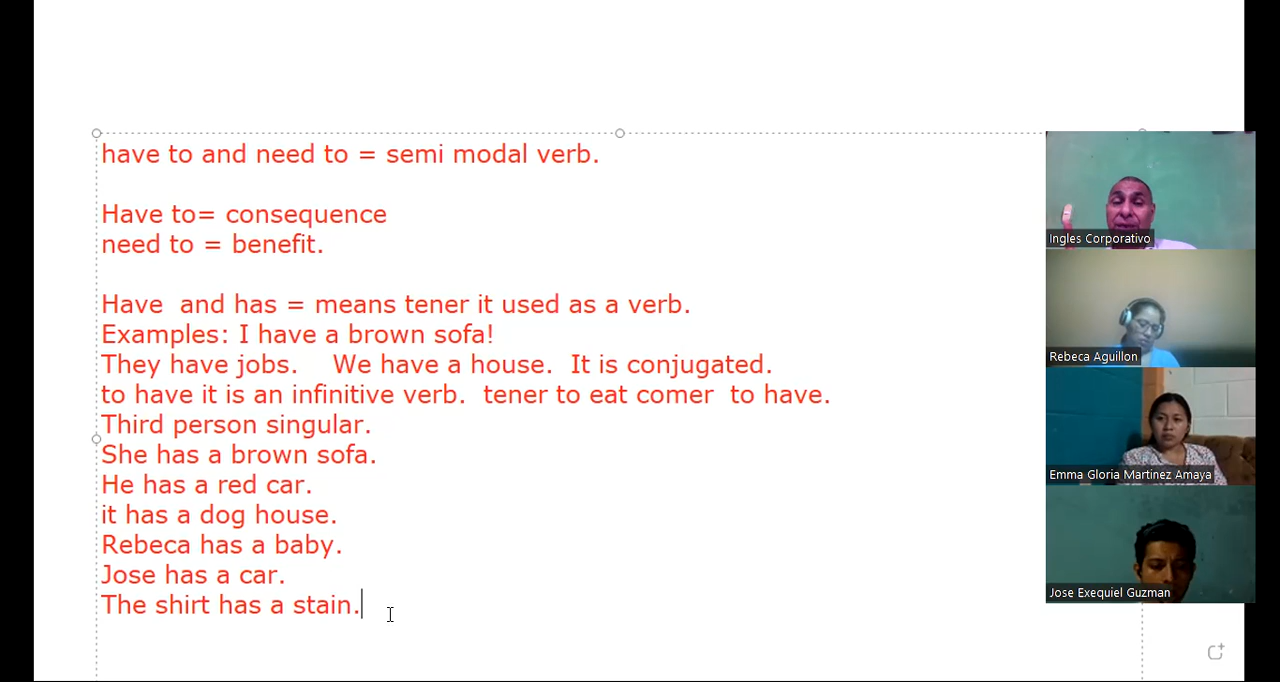 have to and need to = semi modal verb.
Have to= consequence
need to = benefit.
Have  and has = means tener it used as a verb.
Examples: I have a brown sofa!
They have jobs.    We have a house.  It is conjugated.
to have it is an infinitive verb.  tener to eat comer  to have.
Third person singular.
She has a brown sofa.
He has a red car.
it has a dog house.
Rebeca has a baby.
Jose has a car.
The shirt has a stain.
Ingles Corporativo
Rebeca Aguillon
Emma Gloria Martinez Amaya
Jose Exequiel Guzman